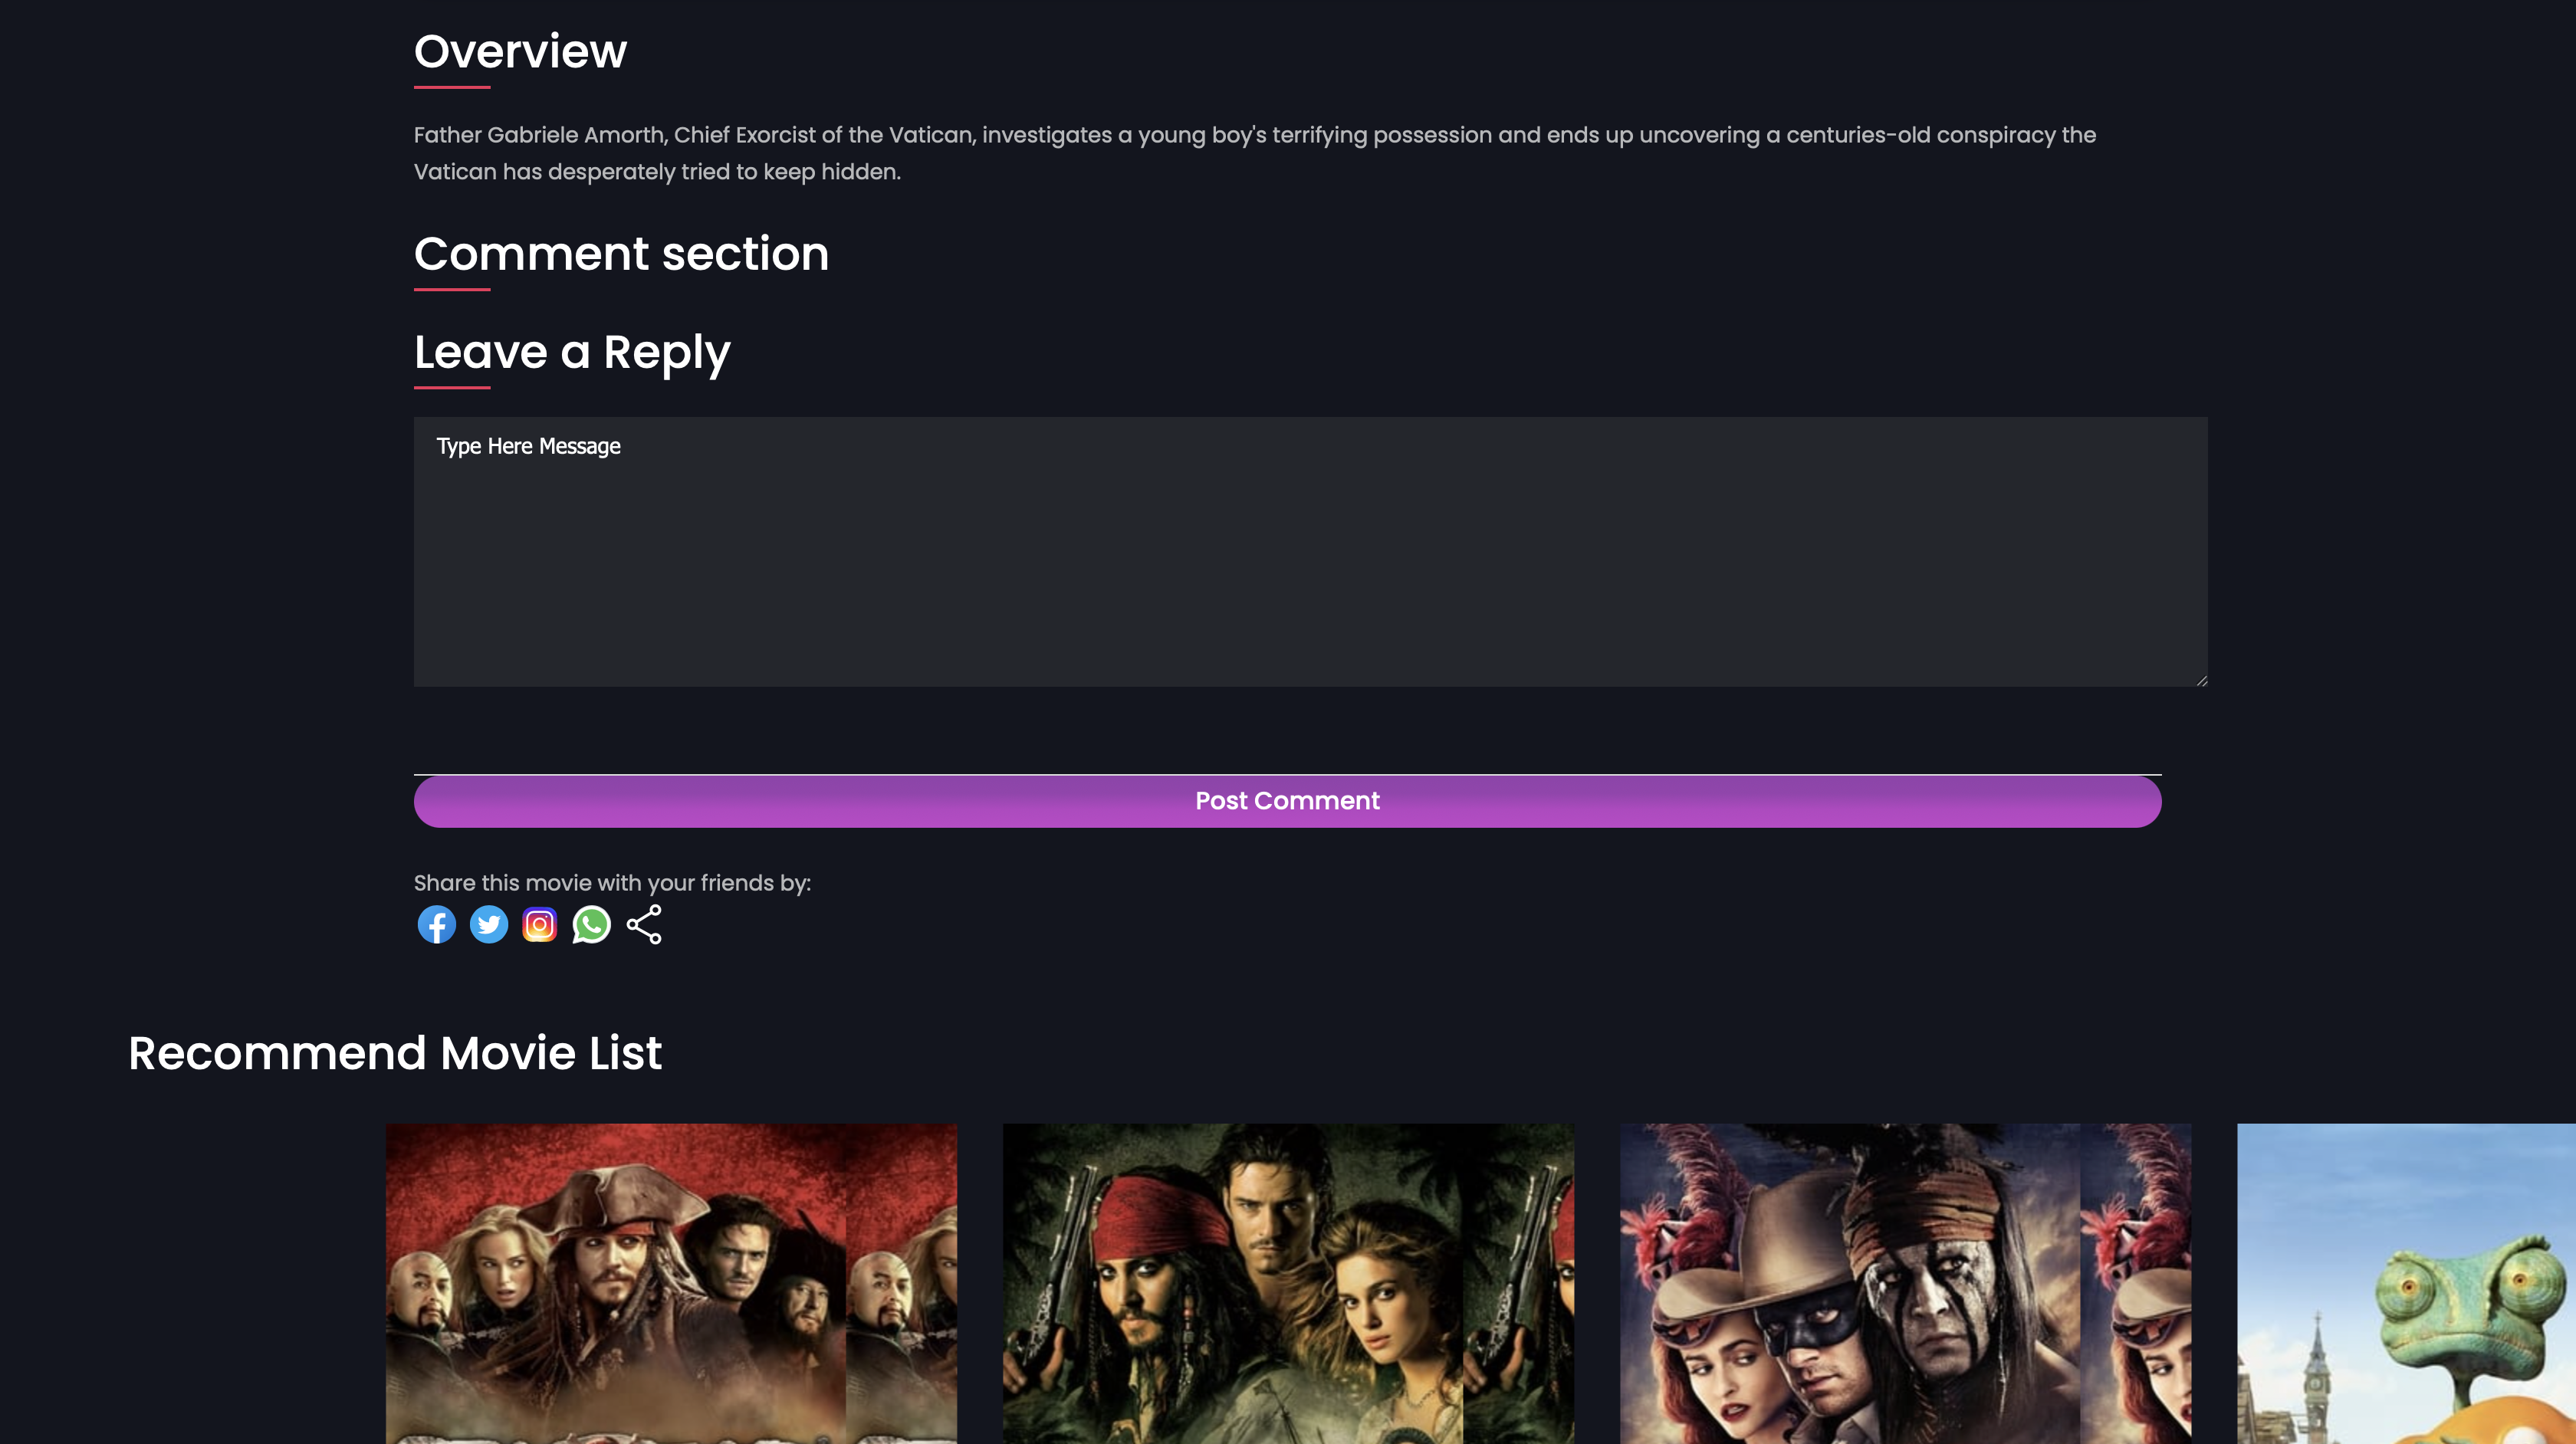 Overview
Father Gabriele Amorth, Chief Exorcist of the Vatican, investigates a young boy's terrifying possession and ends up uncovering a centuries-old conspiracy the
Vatican has desperately tried to keep hidden.
Comment section
Leave a Reply
Type Here Message
Post Comment
Share this movie with your friends by:
Recommend Movie List